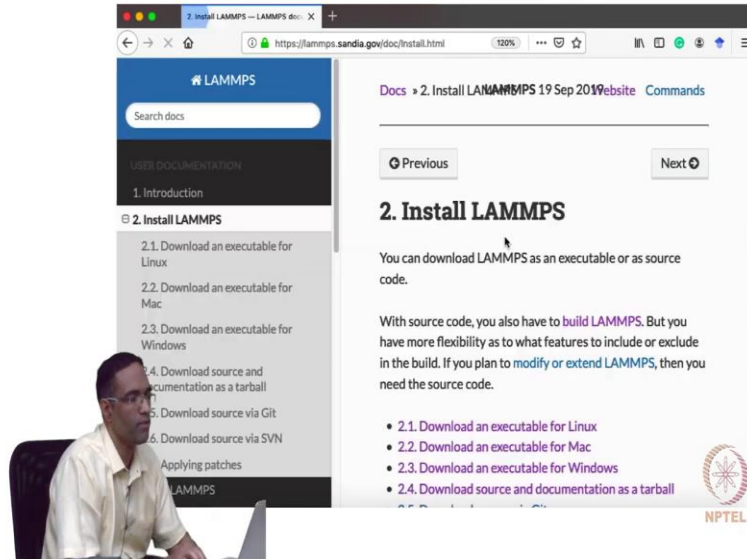 2. Install LAMMPS — LAMMPS doc
https://lammps.sandia.gov/doc/Install.html
120%
LAMMPS
Search docs
USER DOCUMENTATION
1. Introduction
2. Install LAMMPS
2.1. Download an executable for
Linux
2.2. Download an executable for
Mac
2.3. Download an executable for
Windows
2.4. Download source and
documentation as a tarball
5. Download source via Git
6. Download source via SVN
Applying patches
LAMMPS
Docs » 2. Install LAMMPS
LAMMPS 19 Sep 2019
Website Commands
Previous
Next
2. Install LAMMPS
You can download LAMMPS as an executable or as source
code.
With source code, you also have to build LAMMPS. But you
have more flexibility as to what features to include or exclude
in the build. If you plan to modify or extend LAMMPS, then you
need the source code.
• 2.1. Download an executable for Linux
• 2.2. Download an executable for Mac
• 2.3. Download an executable for Windows
• 2.4. Download source and documentation as a tarball
NPTEL